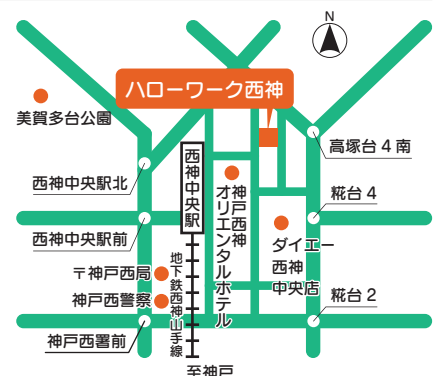 N
ハローワーク西神
美賀多台公園
高塚台4南
西神中央駅北
西神中央駅
神戸西神
オリエンタルホテル
糀台4
西神中央駅前
ダイエー
西神
中央店
〒神戸西局
地下鉄西神山手線
神戸西警察
糀台2
神戸西署前
至神戸